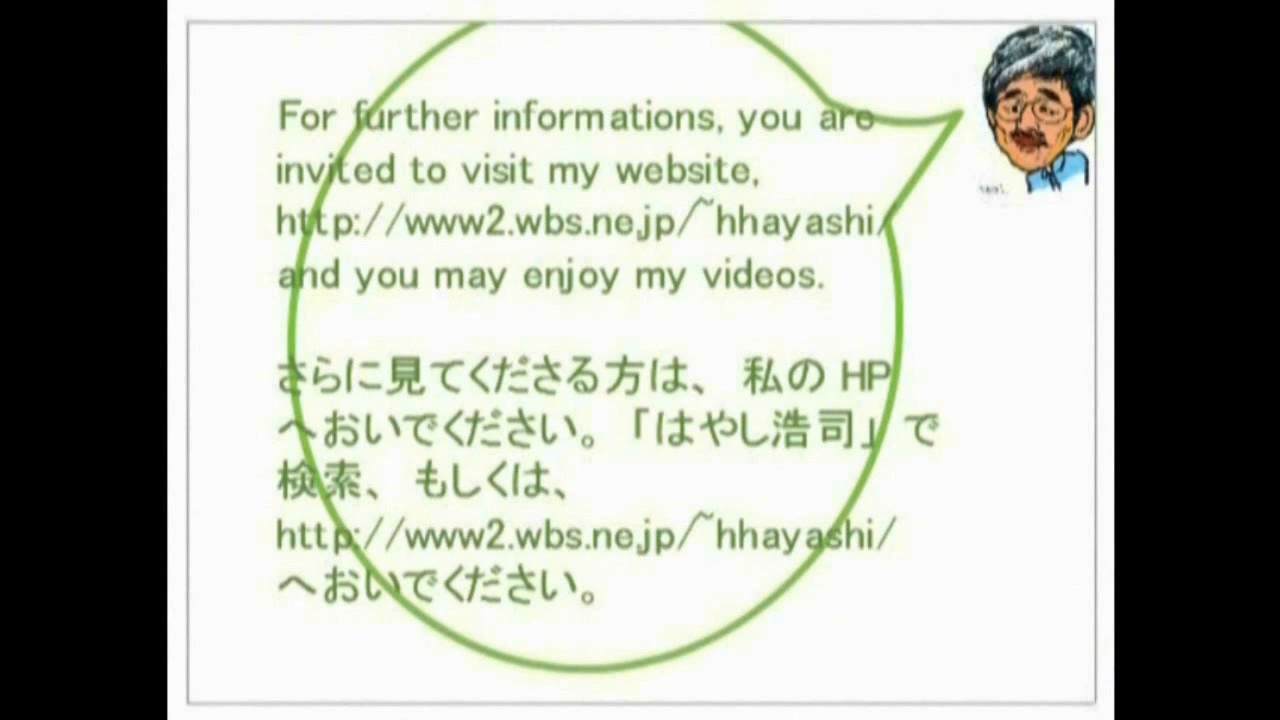 For further informations, you are
invited to visit my website,
http://www2.wbs.ne.jp/~hhayashi/
and you may enjoy my videos.
さらに見てくださる方は、 私の HP
へおいでください。「はやし浩司」で
検索、 もしくは、
http://www2.wbs.ne.jp/~hhayashi/
へおいでください。